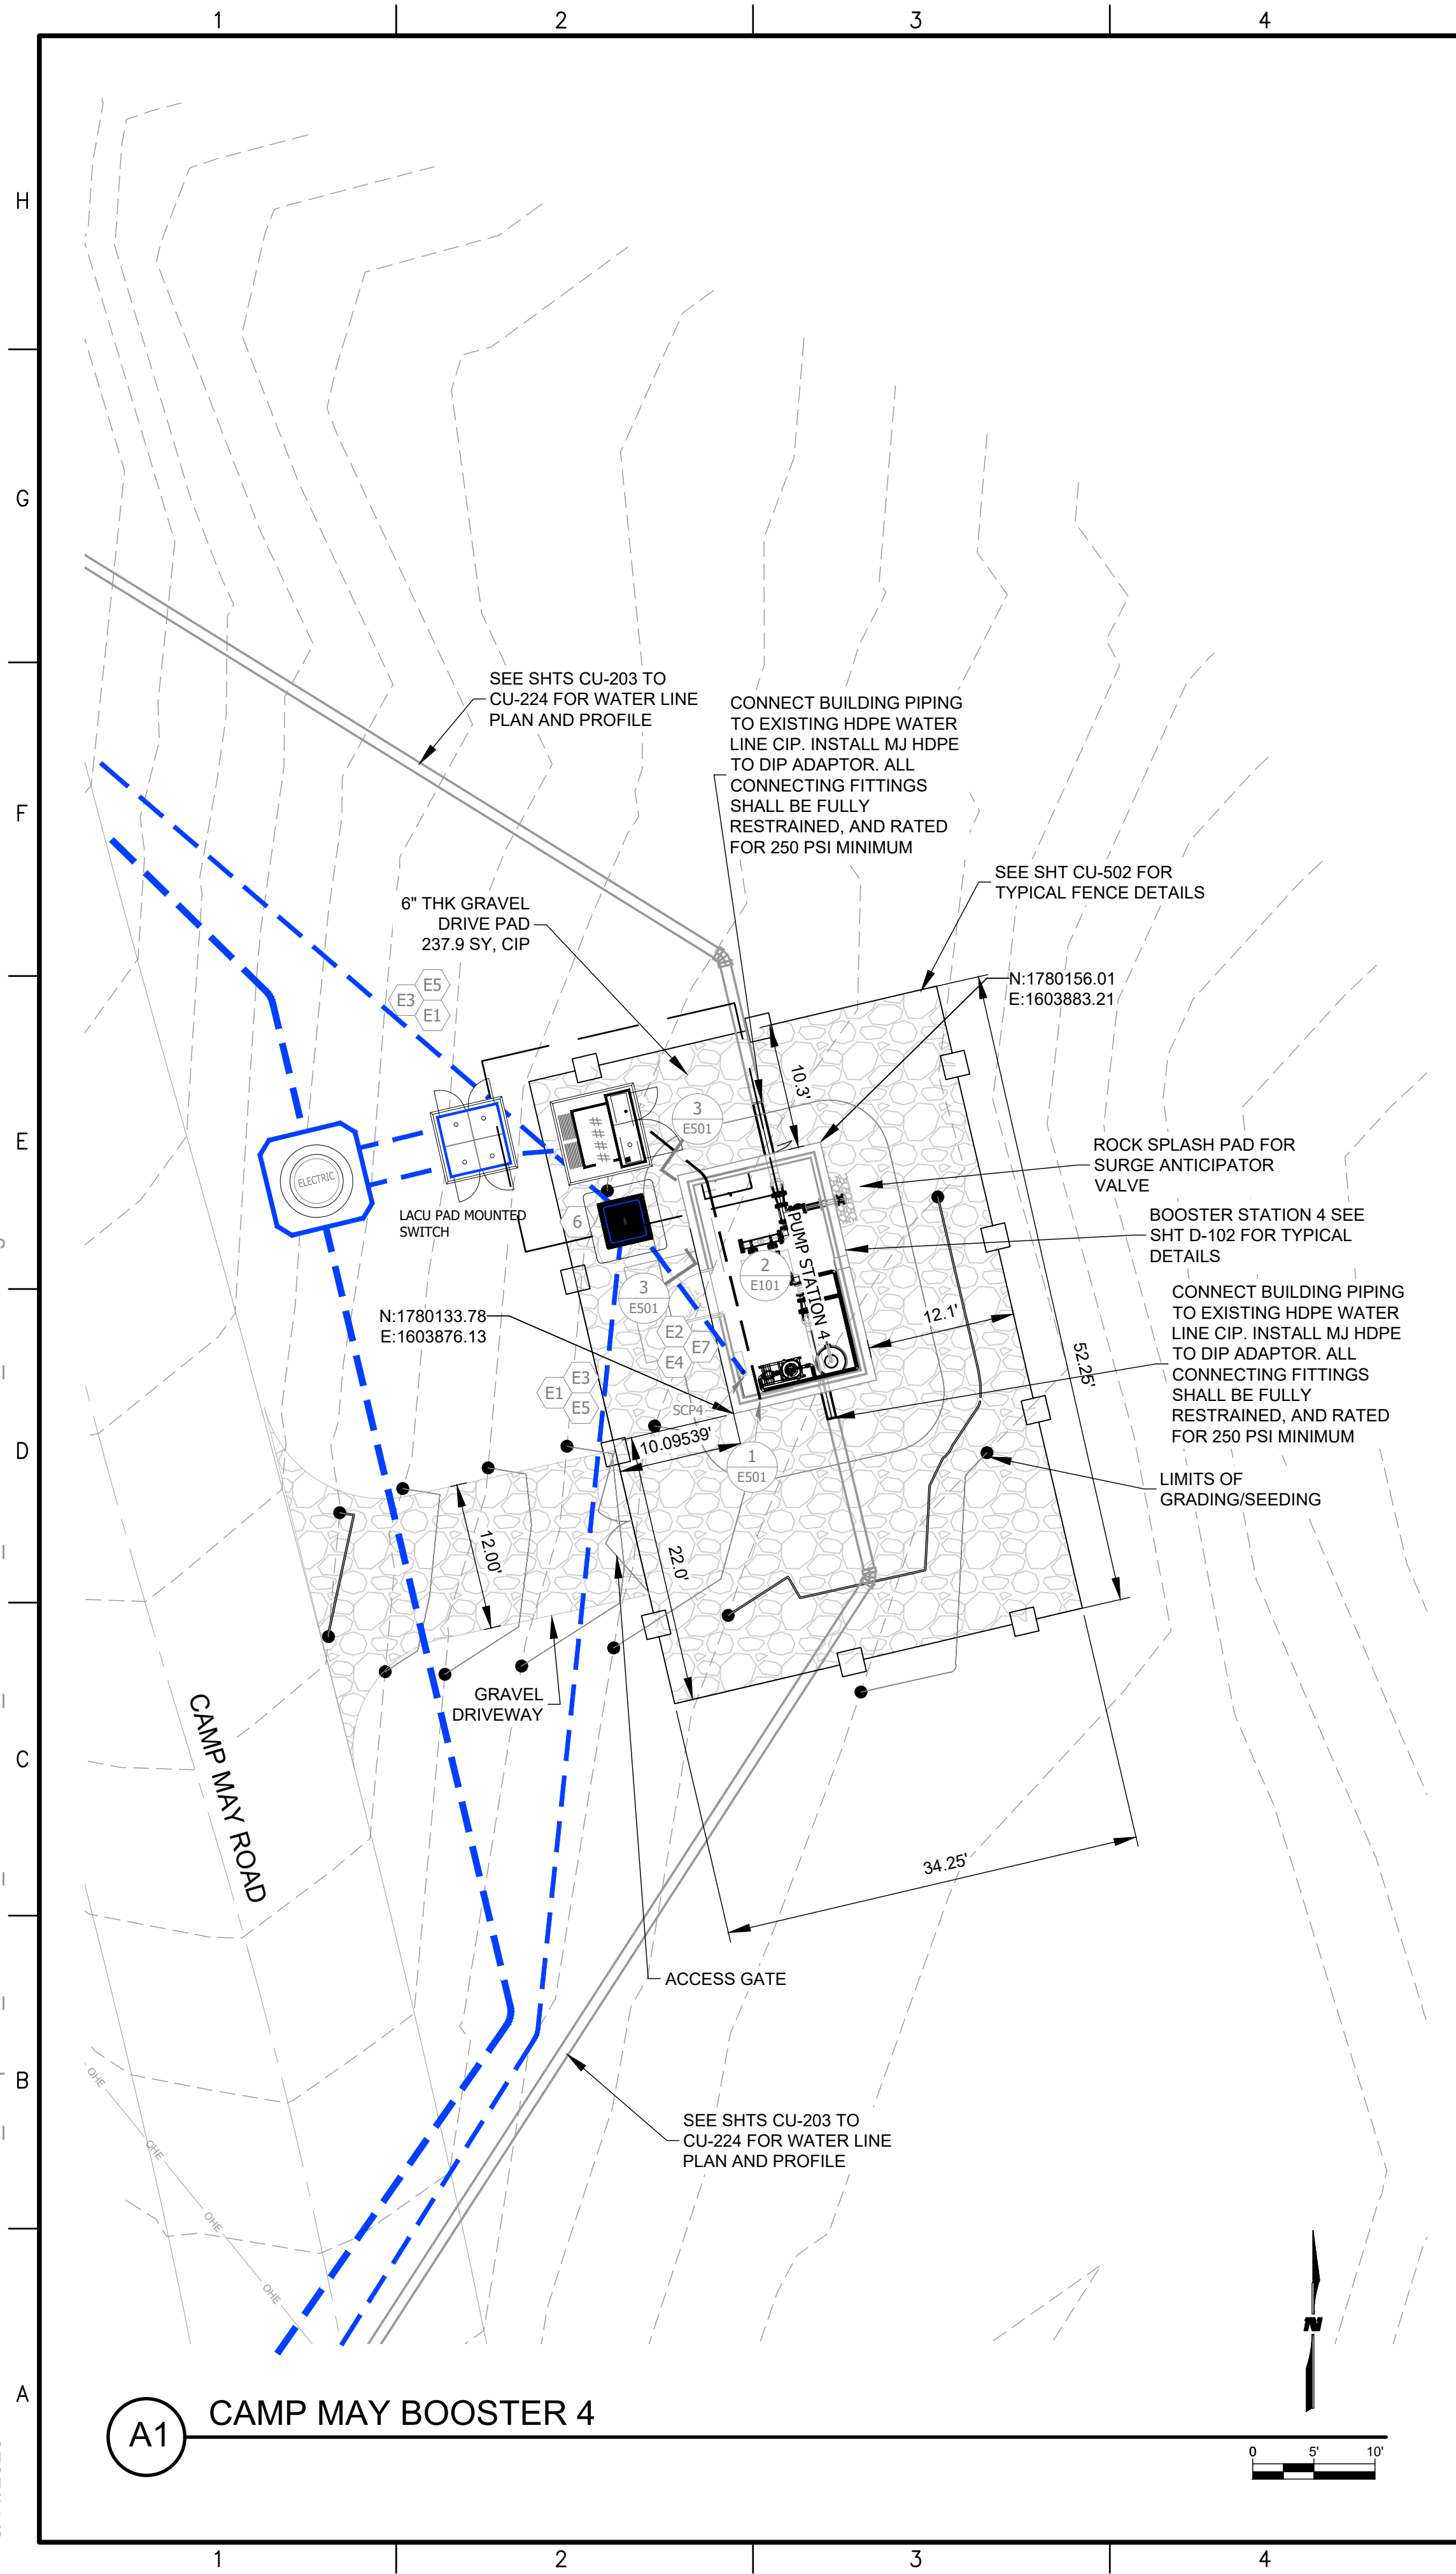 1
2
3
4
H
G
SEE SHTS CU-203 TO
CU-224 FOR WATER LINE
PLAN AND PROFILE
CONNECT BUILDING PIPING
TO EXISTING HDPE WATER
LINE CIP. INSTALL MJ HDPE
TO DIP ADAPTOR. ALL
CONNECTING FITTINGS
SHALL BE FULLY
RESTRAINED, AND RATED
FOR 250 PSI MINIMUM
F
SEE SHT CU-502 FOR
TYPICAL FENCE DETAILS
6" THK GRAVEL
DRIVE PAD
237.9 SY, CIP
E5
E3
E1
N:1780156.01
E:1603883.21
10.3'
3
E501
E
ROCK SPLASH PAD FOR
SURGE ANTICIPATOR
VALVE
ELECTRIC
LACU PAD MOUNTED
SWITCH
6
PUMP STATION 4
BOOSTER STATION 4 SEE
SHT D-102 FOR TYPICAL
DETAILS
2
E101
3
E501
N:1780133.78
E:1603876.13
E2
E7
E4
12.1'
52.25'
CONNECT BUILDING PIPING
TO EXISTING HDPE WATER
LINE CIP. INSTALL MJ HDPE
TO DIP ADAPTOR. ALL
CONNECTING FITTINGS
SHALL BE FULLY
RESTRAINED, AND RATED
FOR 250 PSI MINIMUM
E3
E1
E5
SCP4
10.09539'
D
1
E501
LIMITS OF
GRADING/SEEDING
12.00'
22.0'
GRAVEL
DRIVEWAY
CAMP MAY ROAD
C
34.25'
ACCESS GATE
B
OHE
OHE
OHE
OHE
SEE SHTS CU-203 TO
CU-224 FOR WATER LINE
PLAN AND PROFILE
N
A
A1
CAMP MAY BOOSTER 4
0
5'
10'
1
2
3
4